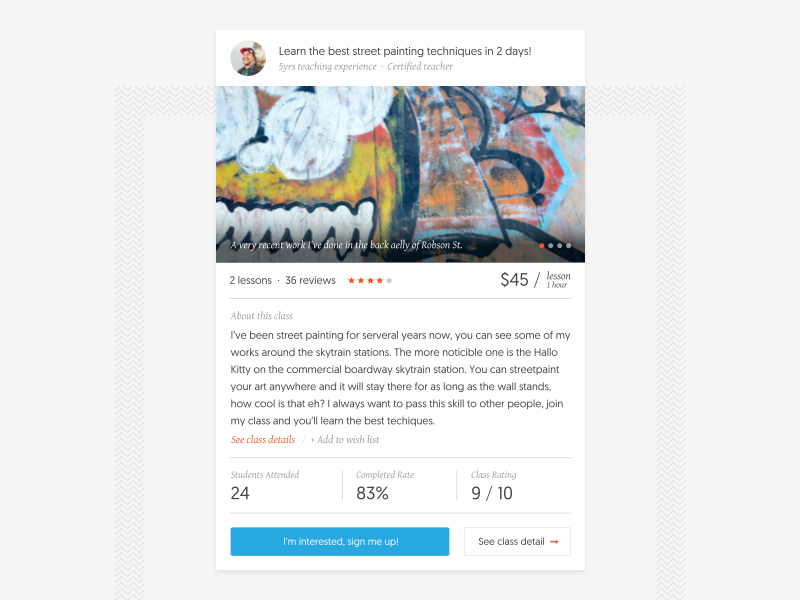 Learn the best street painting techniques in 2 days!
5yrs teaching experience · Certified teacher
A very recent work I've done in the back aelly of Robson St.
2 lessons · 36 reviews
$45 / lesson
1 hour
About this class
I've been street painting for serveral years now, you can see some of my
works around the skytrain stations. The more noticible one is the Hallo
Kitty on the commercial boardway skytrain station. You can streetpaint
your art anywhere and it will stay there for as long as the wall stands,
how cool is that eh? I always want to pass this skill to other people, join
my class and you'll learn the best techiques.
See class details / + Add to wish list
Students Attended
24
Completed Rate
83%
Class Rating
9 / 10
I'm interested, sign me up!
See class detail →